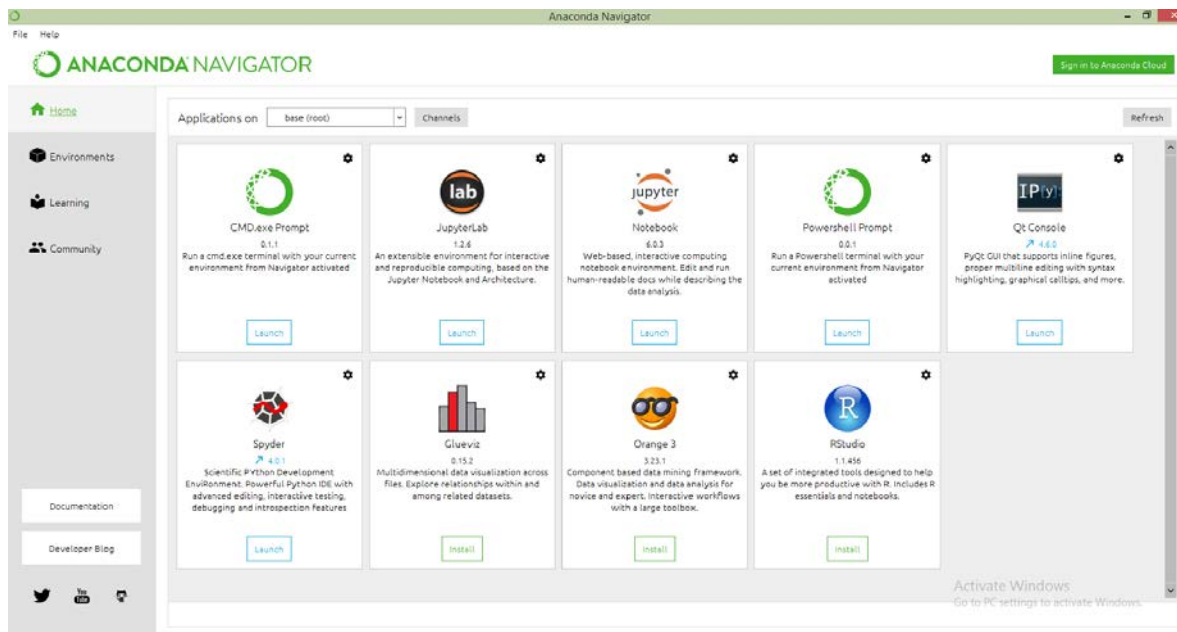 Anaconda Navigator
File Help
ANACONDA NAVIGATOR
Sign in to Anaconda Cloud
Home
Environments
Learning
Community
Documentation
Developer Blog
You
Tube
Applications on base (root) Channels Refresh
CMD.exe Prompt
0.1.1
Run a cmd.exe terminal with your current
environment from Navigator activated
Launch
lab
JupyterLab
1.2.6
An extensible environment for interactive
and reproducible computing, based on the
Jupyter Notebook and Architecture.
Launch
jupyter
Notebook
6.0.3
Web-based, interactive computing
notebook environment. Edit and run
human-readable docs while describing the
data analysis.
Launch
Powershell Prompt
0.0.1
Run a Powershell terminal with your
current environment from Navigator
activated
Launch
IP[y]:
Qt Console
4.6.0
PyQt GUI that supports inline figures,
proper multiline editing with syntax
highlighting, graphical calltips, and more.
Launch
Spyder
4.0.1
Scientific PYthon Development
EnviRonment. Powerful Python IDE with
advanced editing, interactive testing,
debugging and introspection features
Launch
Glueviz
0.15.2
Multidimensional data visualization across
files. Explore relationships within and
among related datasets.
Install
Orange 3
3.23.1
Component based data mining framework.
Data visualization and data analysis for
novice and expert. Interactive workflows
with a large toolbox.
Install
R
RStudio
1.1.456
A set of integrated tools designed to help
you be more productive with R. Includes R
essentials and notebooks.
Install
Activate Windows
Go to PC settings to activate Windows.